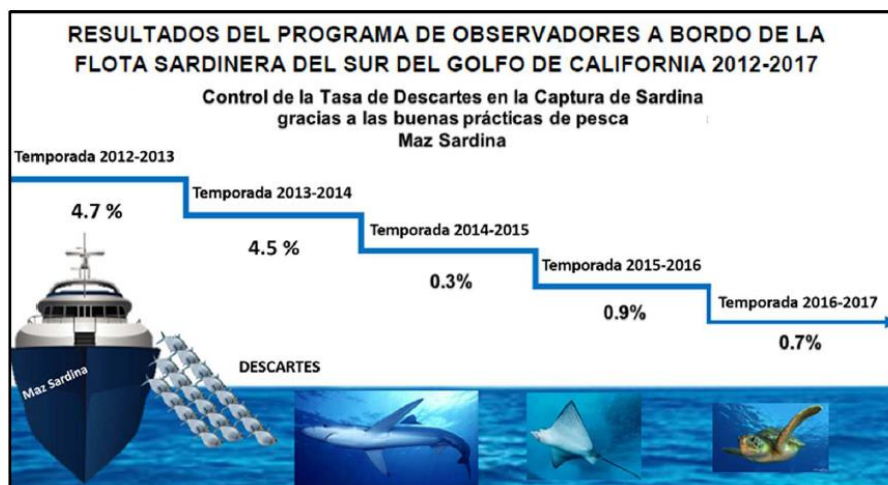 RESULTADOS DEL PROGRAMA DE OBSERVADORES A BORDO DE LA
FLOTA SARDINERA DEL SUR DEL GOLFO DE CALIFORNIA 2012-2017
Control de la Tasa de Descartes en la Captura de Sardina
gracias a las buenas prácticas de pesca
Maz Sardina
Temporada 2012-2013
4.7 %
Temporada 2013-2014
4.5 %
Temporada 2014-2015
0.3%
Temporada 2015-2016
0.9%
Temporada 2016-2017
0.7%
Maz Sardina
DESCARTES